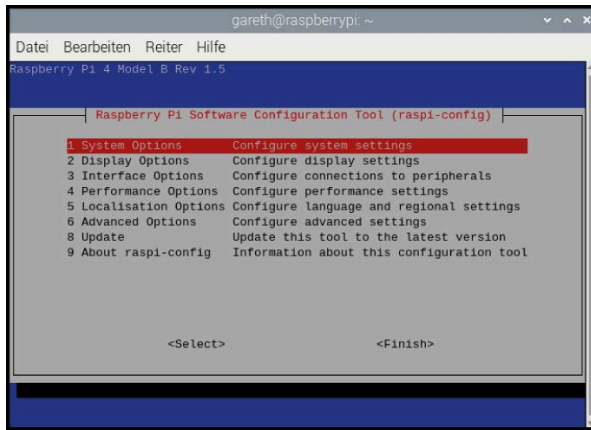 gareth@raspberrypi: ~
Datei Bearbeiten Reiter Hilfe
Raspberry Pi 4 Model B Rev 1.5
Raspberry Pi Software Configuration Tool (raspi-config)
1 System Options Configure system settings
2 Display Options Configure display settings
3 Interface Options Configure connections to peripherals
4 Performance Options Configure performance settings
5 Localisation Options Configure language and regional settings
6 Advanced Options Configure advanced settings
8 Update Update this tool to the latest version
9 About raspi-config Information about this configuration tool
<Select> <Finish>